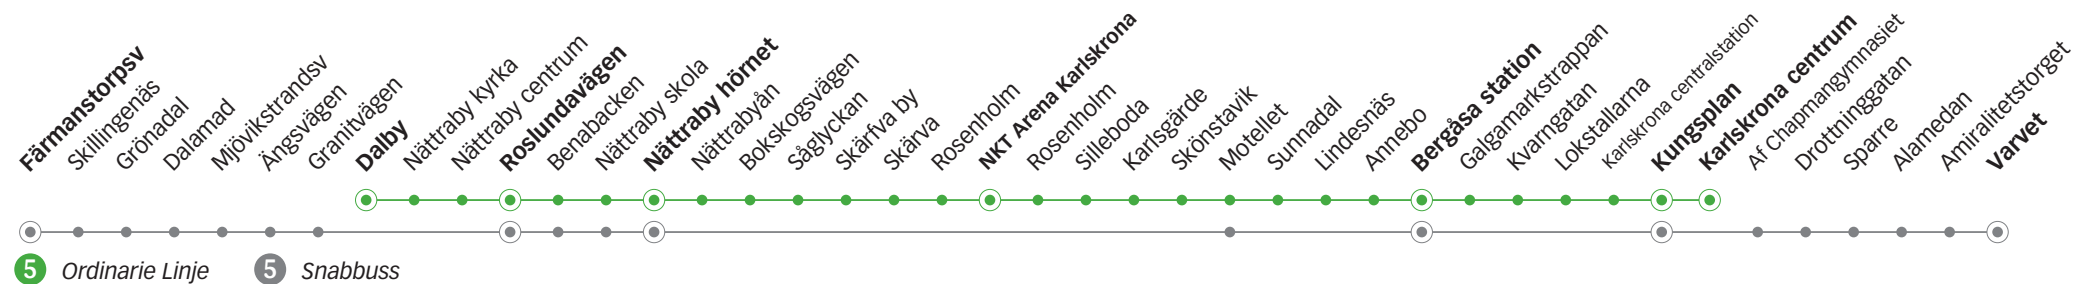 Färmanstorpsv
Skillingenäs
Grönadal
Dalamad
Mjövikstrandsv
Ängsvägen
Granitvägen
Dalby
Nättraby kyrka
Nättraby centrum
Roslundavägen
Benabacken
Nättraby skola
Nättraby hörnet
Nättrabyån
Bokskogsvägen
Såglyckan
Skärfva by
Skärva
Rosenholm
NKT Arena Karlskrona
Rosenholm
Silleboda
Karlsgärde
Skönstavik
Motellet
Sunnadal
Lindesnäs
Annebo
Bergåsa station
Galgamarkstrappan
Kvarngatan
Lokstallarna
Karlskrona Centralstation
Kungsplan
Karlskrona centrum
Af Chapmangymnasiet
Drottninggatan
Sparre
Alamedan
Amiralitetstorget
Varvet
5 Ordinarie Linje
5 Snabbuss